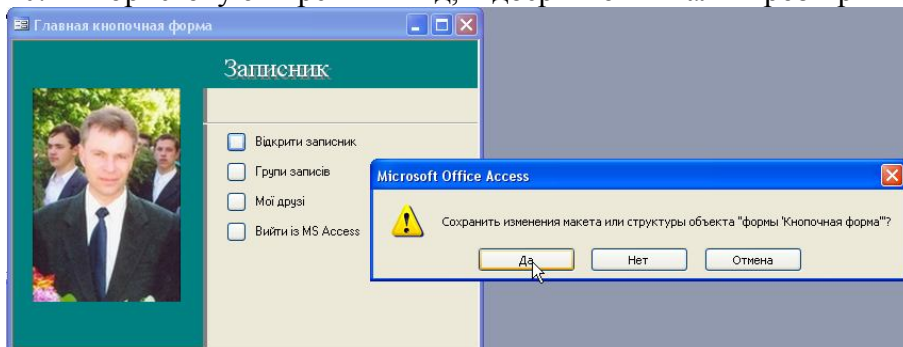 Главная кнопочная форма
Записник
Відкрити записник
Групи записів
Мої друзі
Вийти із MS Access
Microsoft Office Access
Сохранить изменения макета или структуры объекта "формы 'Кнопочная форма'"?
Да
Нет
Отмена